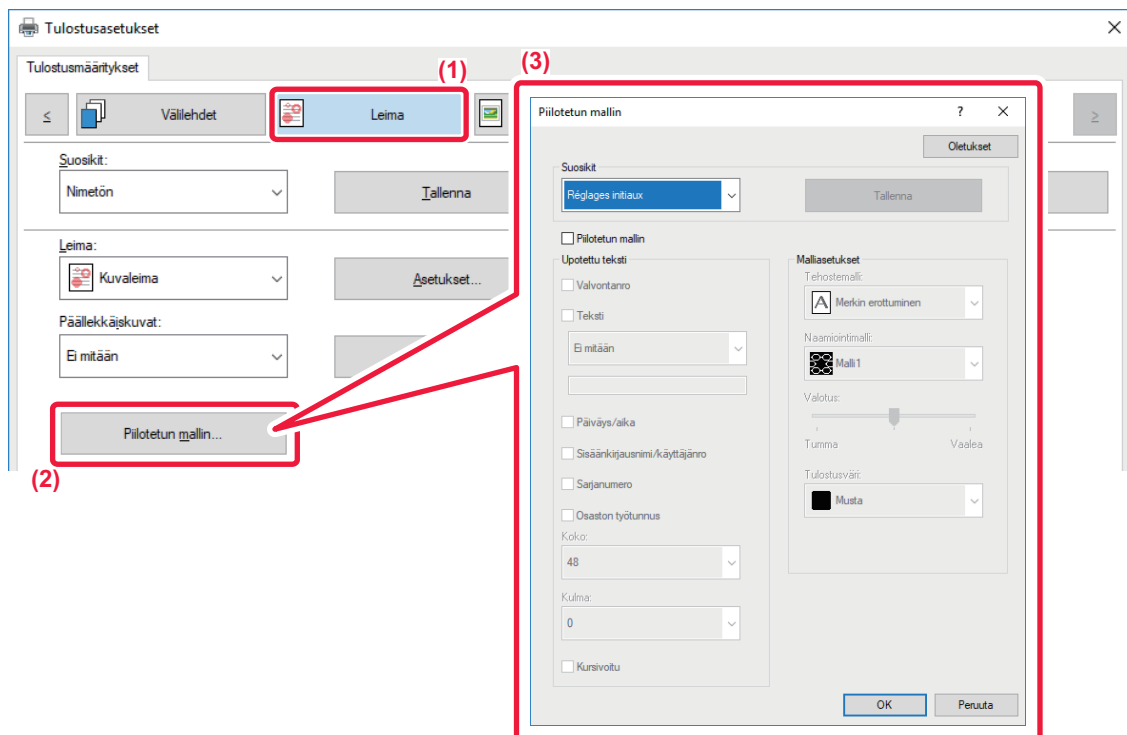 Tulostusasetukset
Tulostusmääritykset
(1)
(3)
<
Välilehdet
Leima
>
Suosikit:
Nimetön
Tallenna
Leima:
Kuvaleima
Asetukset...
Päällekkäiskuvat:
Ei mitään
Piilotetun mallin...
(2)
Piilotetun mallin
?
Oletukset
Suosikit
Réglages initiaux
Tallenna
Piilotetun mallin
Upotettu teksti
Valvontanro
Teksti
Ei mitään
Päiväys/aika
Sisäänkirjausnimi/käyttäjänro
Sarjanumero
Osaston työtunnus
Koko:
48
Kulma:
0
Kursivoitu
Malliasetukset
Tehostemalli:
A Merkin erottuminen
Naamiointimalli:
Malli1
Valotus:
Tumma Vaalea
Tulostusväri:
Musta
OK
Peruuta